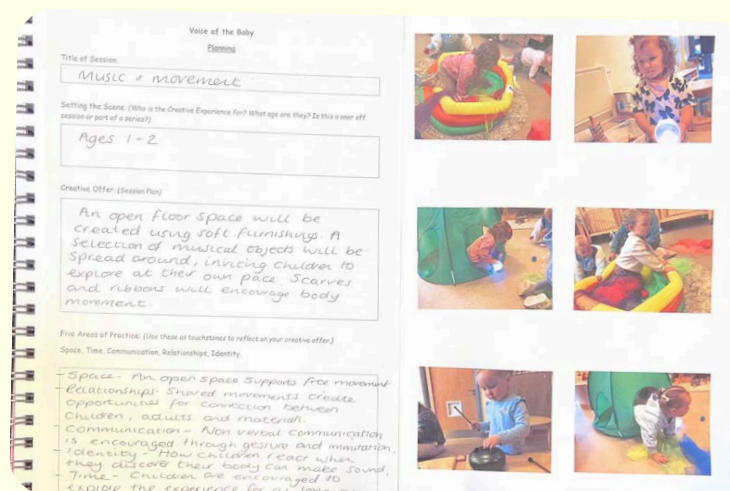 Voice of the Baby
Planning
Title of Session:
Music & movement
Setting the Scene: (Who is the Creative Experience for? What age are they? Is this a oner off
session or part of a series?)
Ages 1-2
Creative Offer: (Session Plan)
An open floor space will be
created using soft furnishings. A
selection of musical objects will be
spread around, inviting children to
explore at their own pace. Scarves
and ribbons will encourage body
movement.
Five Areas of Practice: (Use these as touchstones to reflect on your creative offer.)
Space, Time, Communication, Relationships, Identity.
- Space - An open space supports free movement
- Relationships - Shared movements create
opportunities for connection between
children, adults and materials.
- Communication - Non verbal communication
is encouraged through gesture and immitation.
- Identity - How children react when
they discover their body can make sound.
- Time - Children are encouraged to
explore the experience for as long